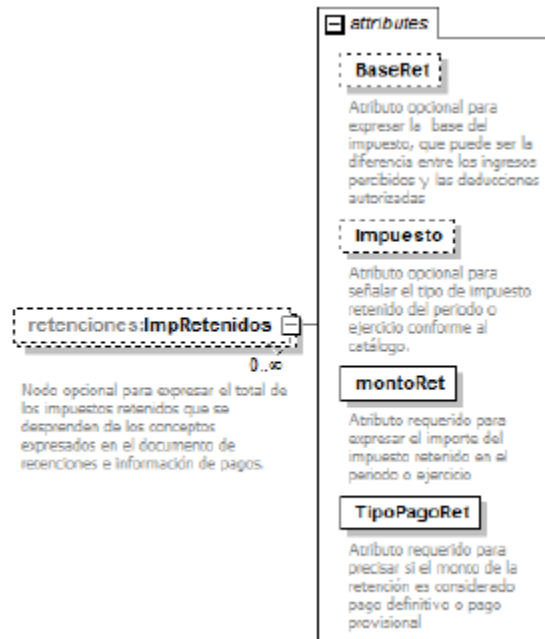 attributes
BaseRet
Atributo opcional para
expresar la base del
impuesto, que puede ser la
diferencia entre los ingresos
percibidos y las deducciones
autorizadas
Impuesto
Atributo opcional para
señalar el tipo de impuesto
retenido del periodo o
ejercicio conforme al
catálogo.
retenciones:ImpRetenidos
0..∞
Nodo opcional para expresar el total de
los impuestos retenidos que se
desprenden de los conceptos
expresados en el documento de
retenciones e información de pagos.
montoRet
Atributo requerido para
expresar el importe del
impuesto retenido en el
periodo o ejercicio
TipoPagoRet
Atributo requerido para
precisar si el monto de la
retención es considerado
pago definitivo o pago
provisional